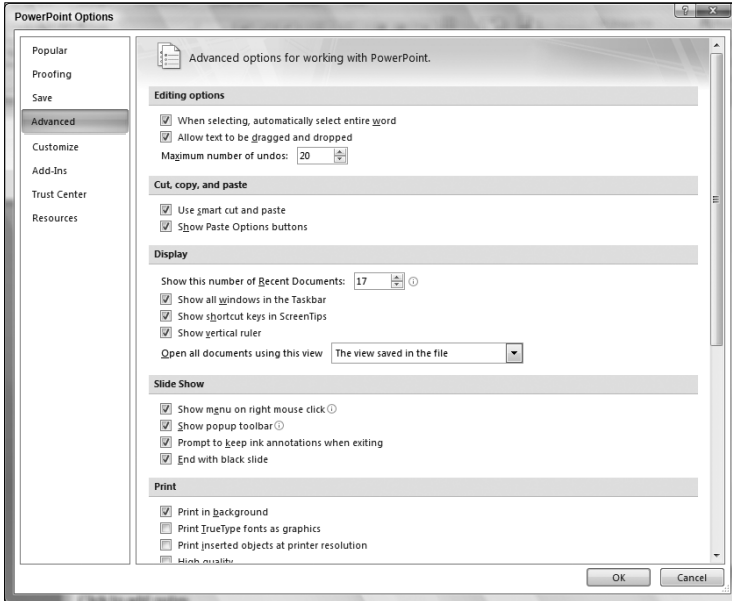 PowerPoint Options
Popular
Proofing
Save
Advanced
Customize
Add-Ins
Trust Center
Resources
Advanced options for working with PowerPoint.
Editing options
When selecting, automatically select entire word
Allow text to be dragged and dropped
Maximum number of undos: 20
Cut, copy, and paste
Use smart cut and paste
Show Paste Options buttons
Display
Show this number of Recent Documents: 17
Show all windows in the Taskbar
Show shortcut keys in ScreenTips
Show vertical ruler
Open all documents using this view The view saved in the file
Slide Show
Show menu on right mouse click
Show popup toolbar
Prompt to keep ink annotations when exiting
End with black slide
Print
Print in background
Print TrueType fonts as graphics
Print inserted objects at printer resolution
High quality
OK Cancel
Click to add notes